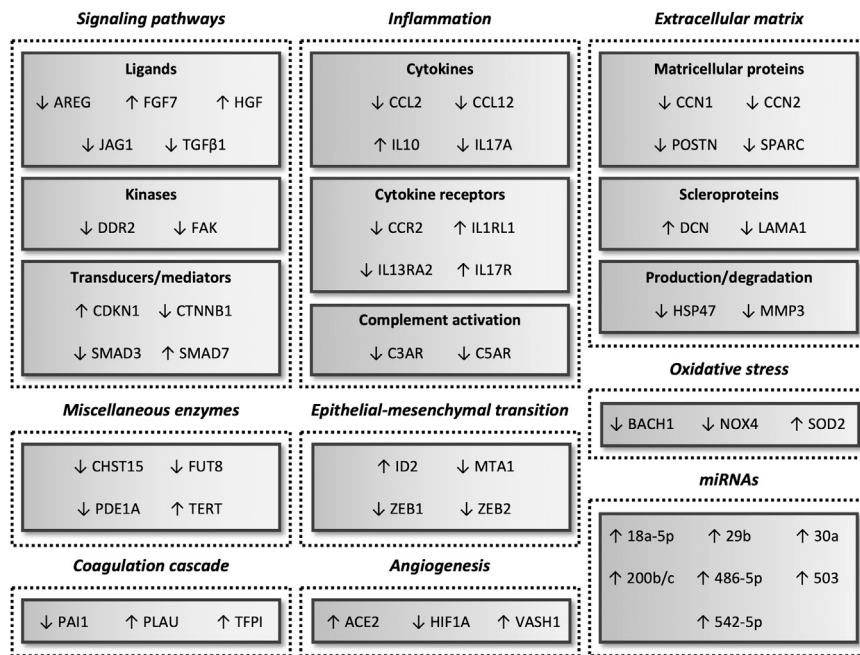 Signaling pathways
Ligands
↓ AREG ↑ FGF7 ↑ HGF
↓ JAG1 ↓ TGFβ1
Kinases
↓ DDR2 ↓ FAK
Transducers/mediators
↑ CDKN1 ↓ CTNNB1
↓ SMAD3 ↑ SMAD7
Inflammation
Cytokines
↓ CCL2 ↓ CCL12
↑ IL10 ↓ IL17A
Cytokine receptors
↓ CCR2 ↑ IL1RL1
↓ IL13RA2 ↑ IL17R
Complement activation
↓ C3AR ↓ C5AR
Extracellular matrix
Matricellular proteins
↓ CCN1 ↓ CCN2
↓ POSTN ↓ SPARC
Scleroproteins
↑ DCN ↓ LAMA1
Production/degradation
↓ HSP47 ↓ MMP3
Miscellaneous enzymes
↓ CHST15 ↓ FUT8
↓ PDE1A ↑ TERT
Epithelial-mesenchymal transition
↑ ID2 ↓ MTA1
↓ ZEB1 ↓ ZEB2
Oxidative stress
↓ BACH1 ↓ NOX4 ↑ SOD2
Coagulation cascade
↓ PAI1 ↑ PLAU ↑ TFPI
Angiogenesis
↑ ACE2 ↓ HIF1A ↑ VASH1
miRNAs
↑ 18a-5p ↑ 29b ↑ 30a
↑ 200b/c ↑ 486-5p ↑ 503
↑ 542-5p